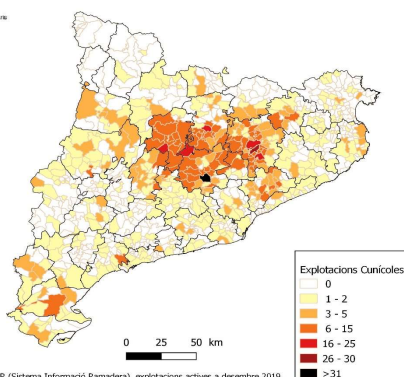 0 25 50 km
Explotacions Cunícoles
0
1 - 2
3 - 5
6 - 15
16 - 25
26 - 30
>31
(Sistema Informació Ramadera), explotacions actives a desembre 2019